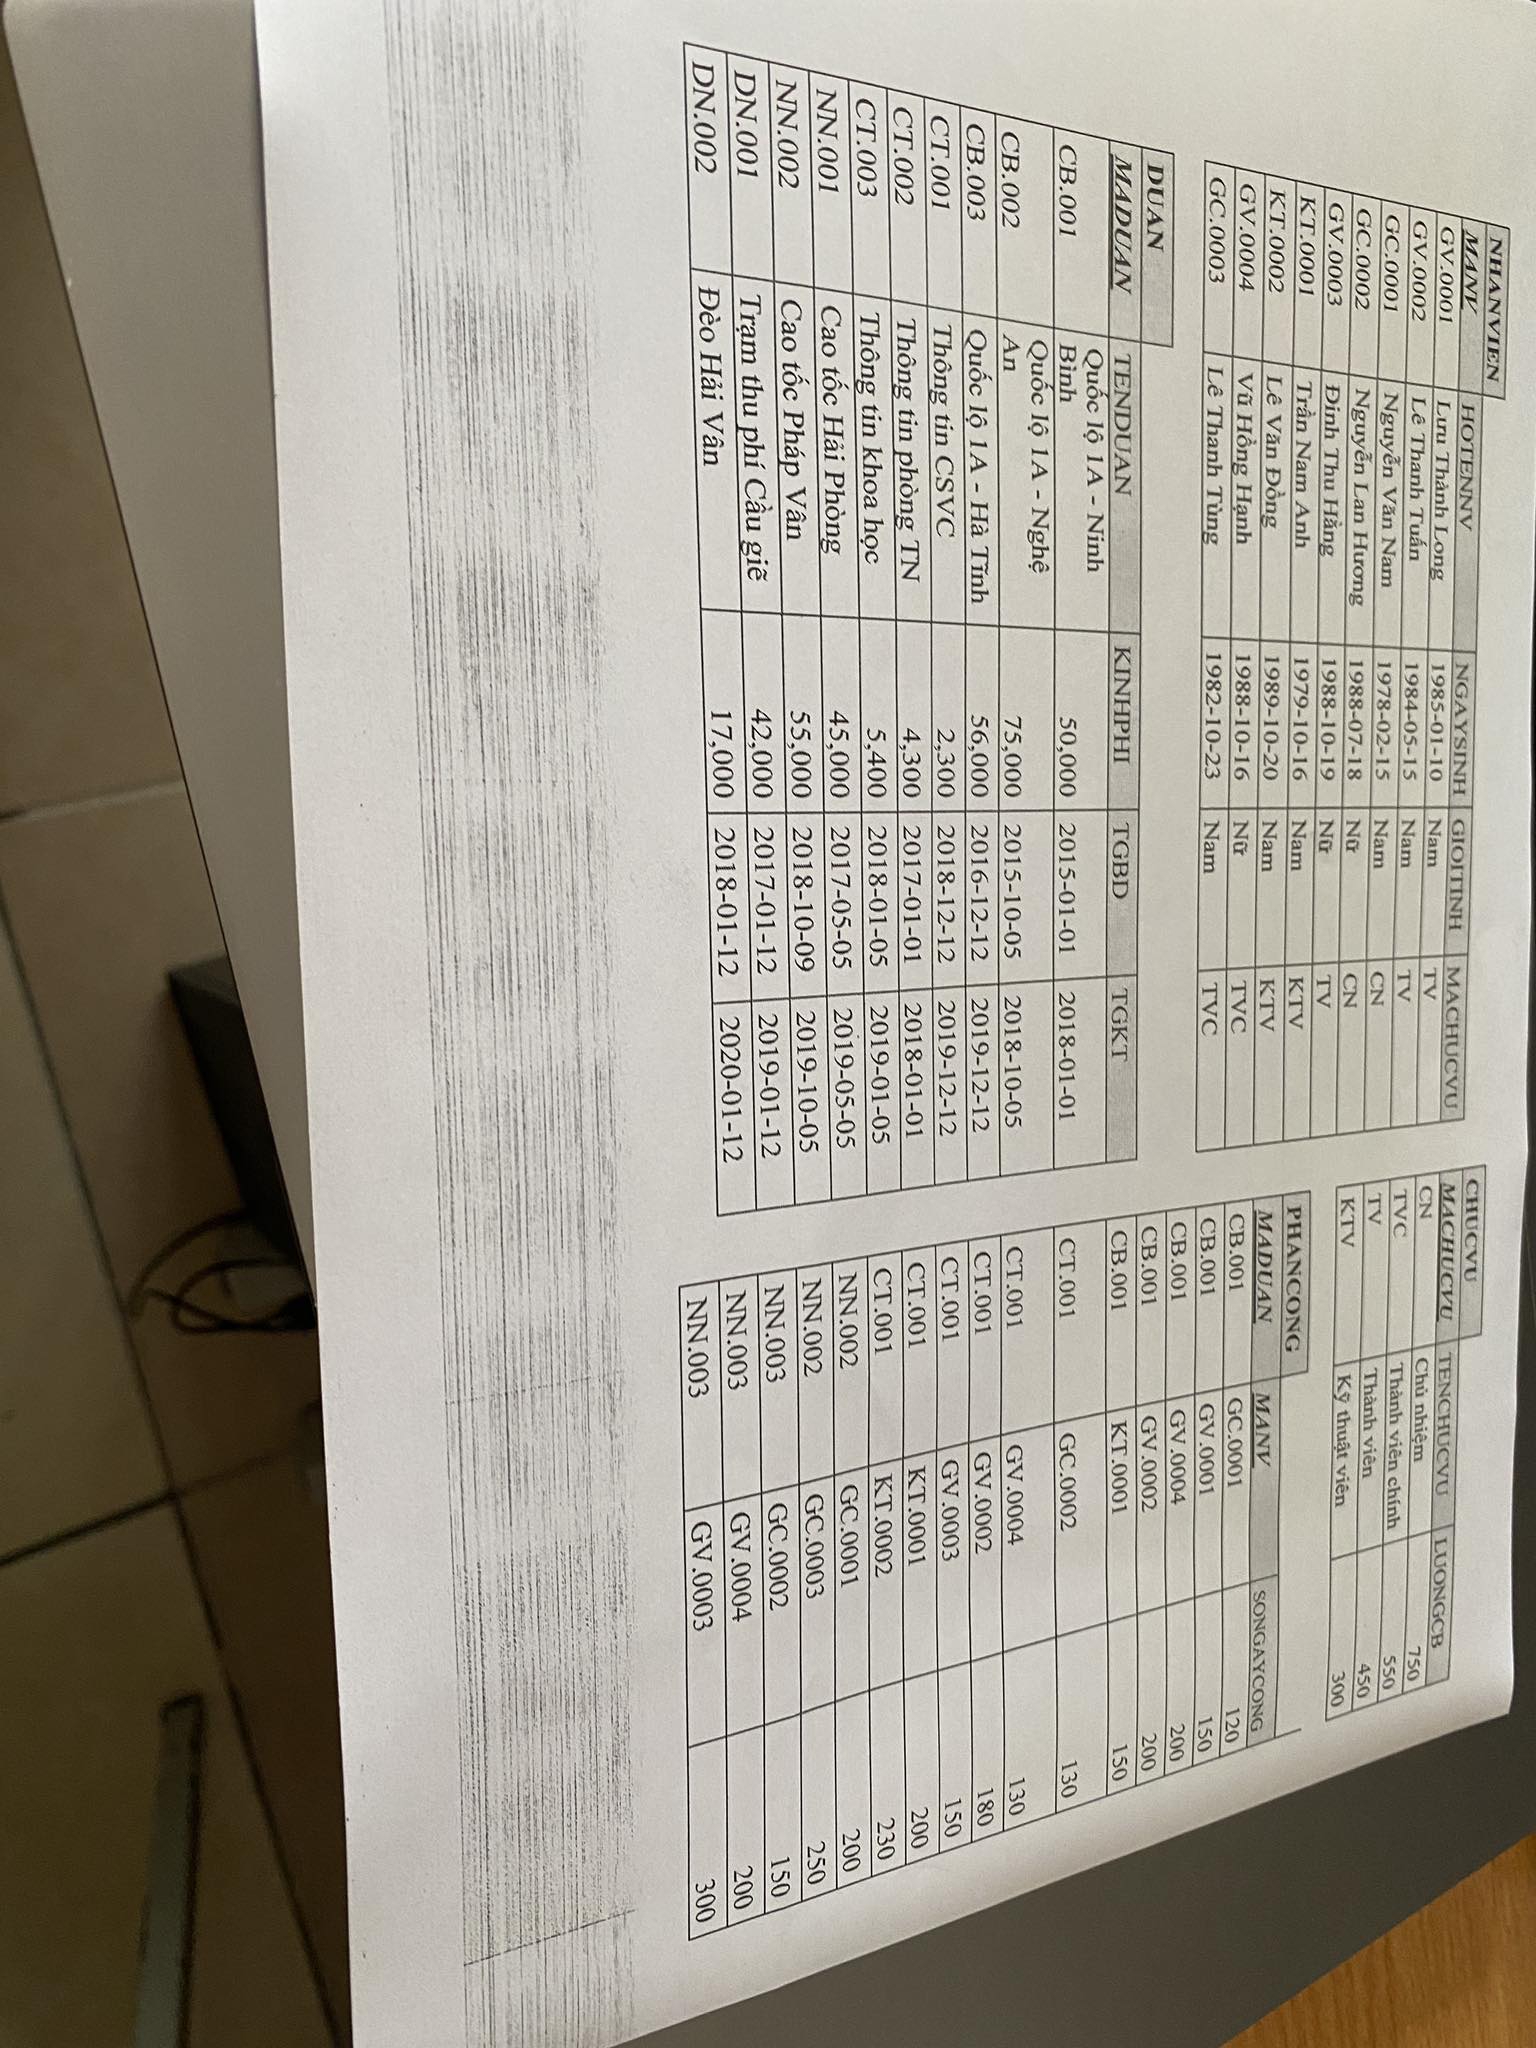 NHANVIEN
MANV HOTENNV NGAYSINH GIOITINH MACHUCVU
GV.0001 Lưu Thành Long 1985-01-10 Nam TV
GV.0002 Lê Thanh Tuấn 1984-05-15 Nam TV
GC.0001 Nguyễn Văn Nam 1978-02-15 Nam CN
GC.0002 Nguyễn Lan Hương 1988-07-18 Nữ CN
GV.0003 Đinh Thu Hằng 1988-10-19 Nữ TV
KT.0001 Trần Nam Anh 1979-10-16 Nam KTV
KT.0002 Lê Văn Đồng 1989-10-20 Nam KTV
GV.0004 Vũ Hồng Hạnh 1988-10-16 Nữ TVC
GC.0003 Lê Thanh Tùng 1982-10-23 Nam TVC
DUAN
MADUAN TENDUAN KINHPHI TGBD TGKT
Quốc lộ 1A - Ninh
CB.001 Bình 50,000 2015-01-01 2018-01-01
Quốc lộ 1A - Nghệ
CB.002 An 75,000 2015-10-05 2018-10-05
CB.003 Quốc lộ 1A - Hà Tĩnh 56,000 2016-12-12 2019-12-12
CT.001 Thông tin CSVC 2,300 2018-12-12 2019-12-12
CT.002 Thông tin phòng TN 4,300 2017-01-01 2018-01-01
CT.003 Thông tin khoa học 5,400 2018-01-05 2019-01-05
NN.001 Cao tốc Hải Phòng 45,000 2017-05-05 2019-05-05
NN.002 Cao tốc Pháp Vân 55,000 2018-10-09 2019-10-05
DN.001 Trạm thu phí Cầu giẽ 42,000 2017-01-12 2019-01-12
DN.002 Đèo Hải Vân 17,000 2018-01-12 2020-01-12
CHUCVU
MACHUCVU TENCHUCVU LUONGCB
CN Chủ nhiệm 750
TVC Thành viên chính 550
TV Thành viên 450
KTV Kỹ thuật viên 300
PHANCONG
MADUAN MANV SONGAYCONG
CB.001 GC.0001 120
CB.001 GV.0001 150
CB.001 GV.0004 200
CB.001 GV.0002 200
CB.001 KT.0001 150
CT.001 GC.0002 130
CT.001 GV.0004 130
CT.001 GV.0002 180
CT.001 GV.0003 150
CT.001 KT.0001 200
CT.001 KT.0002 230
NN.002 GC.0001 200
NN.002 GC.0003 250
NN.003 GC.0002 150
NN.003 GV.0004 200
NN.003 GV.0003 300